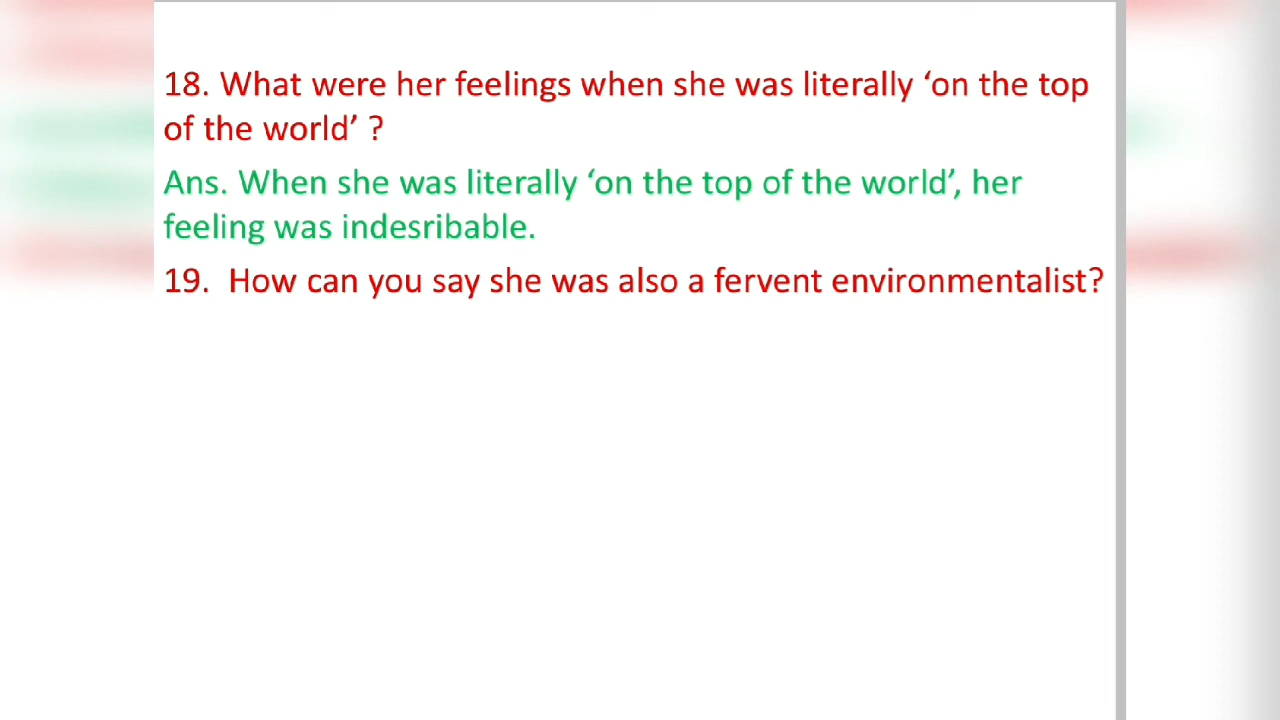 18. What were her feelings when she was literally ‘on the top
of the world’ ?
Ans. When she was literally ‘on the top of the world’, her
feeling was indesribable.
19.  How can you say she was also a fervent environmentalist?